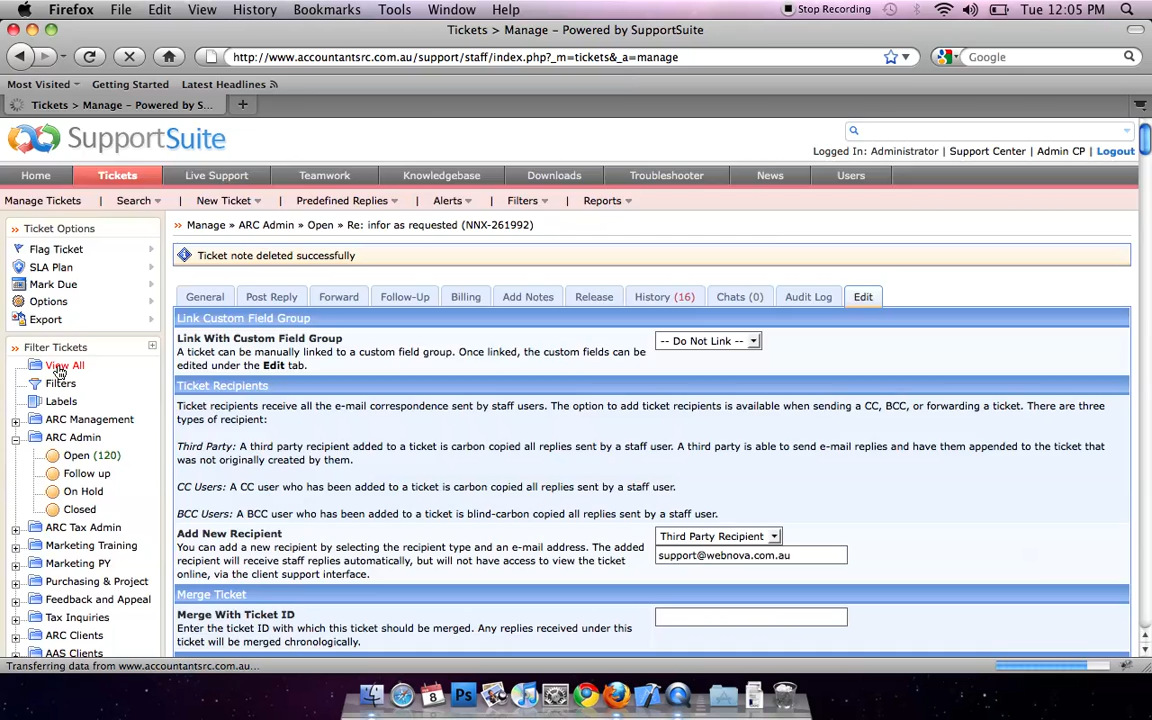 Firefox File Edit View History Bookmarks Tools Window Help Stop Recording Tue 12:05 PM
Tickets > Manage - Powered by SupportSuite
http://www.accountantsrc.com.au/support/staff/index.php?_m=tickets&_a=manage Google
Most Visited Getting Started Latest Headlines
Tickets > Manage - Powered by S...
SupportSuite
Logged In: Administrator | Support Center | Admin CP | Logout
Home Tickets Live Support Teamwork Knowledgebase Downloads Troubleshooter News Users
Manage Tickets Search New Ticket Predefined Replies Alerts Filters Reports
Ticket Options
Flag Ticket
SLA Plan
Mark Due
Options
Export
Filter Tickets
View All
Filters
Labels
ARC Management
ARC Admin
Open (120)
Follow up
On Hold
Closed
ARC Tax Admin
Marketing Training
Marketing PY
Purchasing & Project
Feedback and Appeal
Tax Inquiries
ARC Clients
AAS Clients
Manage » ARC Admin » Open » Re: infor as requested (NNX-261992)
Ticket note deleted successfully
General Post Reply Forward Follow-Up Billing Add Notes Release History (16) Chats (0) Audit Log Edit
Link Custom Field Group
Link With Custom Field Group
A ticket can be manually linked to a custom field group. Once linked, the custom fields can be
edited under the Edit tab.
-- Do Not Link --
Ticket Recipients
Ticket recipients receive all the e-mail correspondence sent by staff users. The option to add ticket recipients is available when sending a CC, BCC, or forwarding a ticket. There are three
types of recipient:
Third Party: A third party recipient added to a ticket is carbon copied all replies sent by a staff user. A third party is able to send e-mail replies and have them appended to the ticket that
was not originally created by them.
CC Users: A CC user who has been added to a ticket is carbon copied all replies sent by a staff user.
BCC Users: A BCC user who has been added to a ticket is blind-carbon copied all replies sent by a staff user.
Add New Recipient
You can add a new recipient by selecting the recipient type and an e-mail address. The added
recipient will receive staff replies automatically, but will not have access to view the ticket
online, via the client support interface.
Third Party Recipient
support@webnova.com.au
Merge Ticket
Merge With Ticket ID
Enter the ticket ID with which this ticket should be merged. Any replies received under this
ticket will be merged chronologically.
Transferring data from www.accountantsrc.com.au...
8
Ps